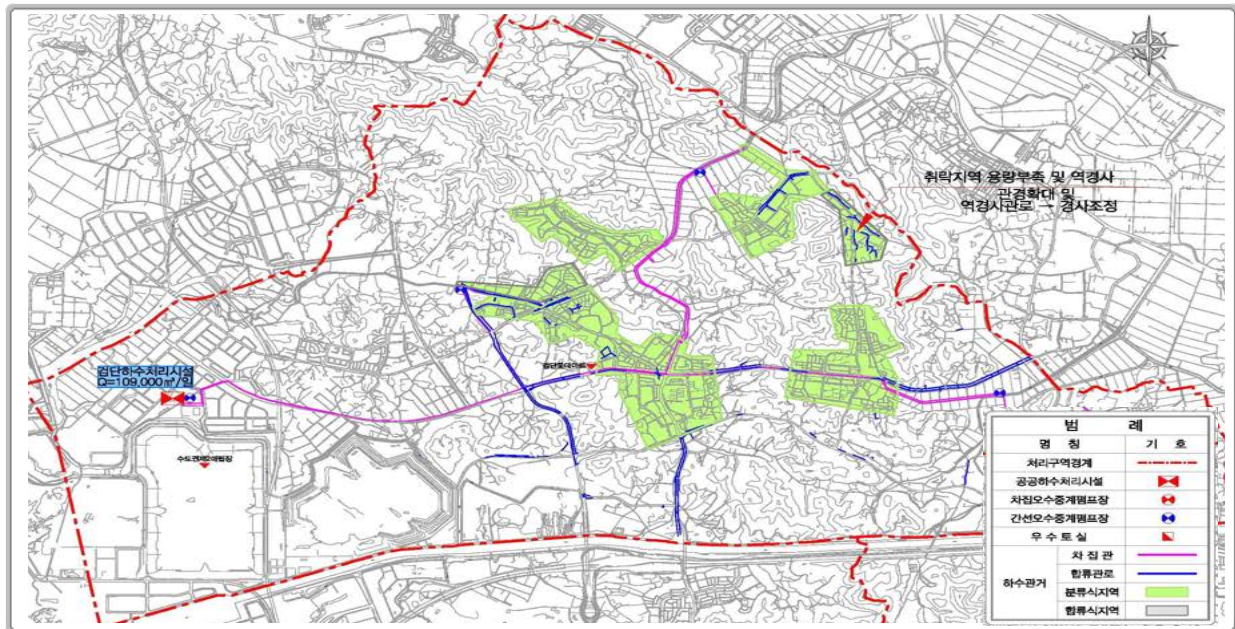 취락지역 용량부족 및 역경사
관경확대 및
역경사관로 → 경사조정
검단하수처리시설
Q=109,000㎥/일
수도권제2매립장
범 례
명 칭 기 호
처리구역경계
공공하수처리시설
차집오수중계펌프장
간선오수중계펌프장
우 수 토 실
하수관거
차 집 관
합류관로
분류식지역
합류식지역